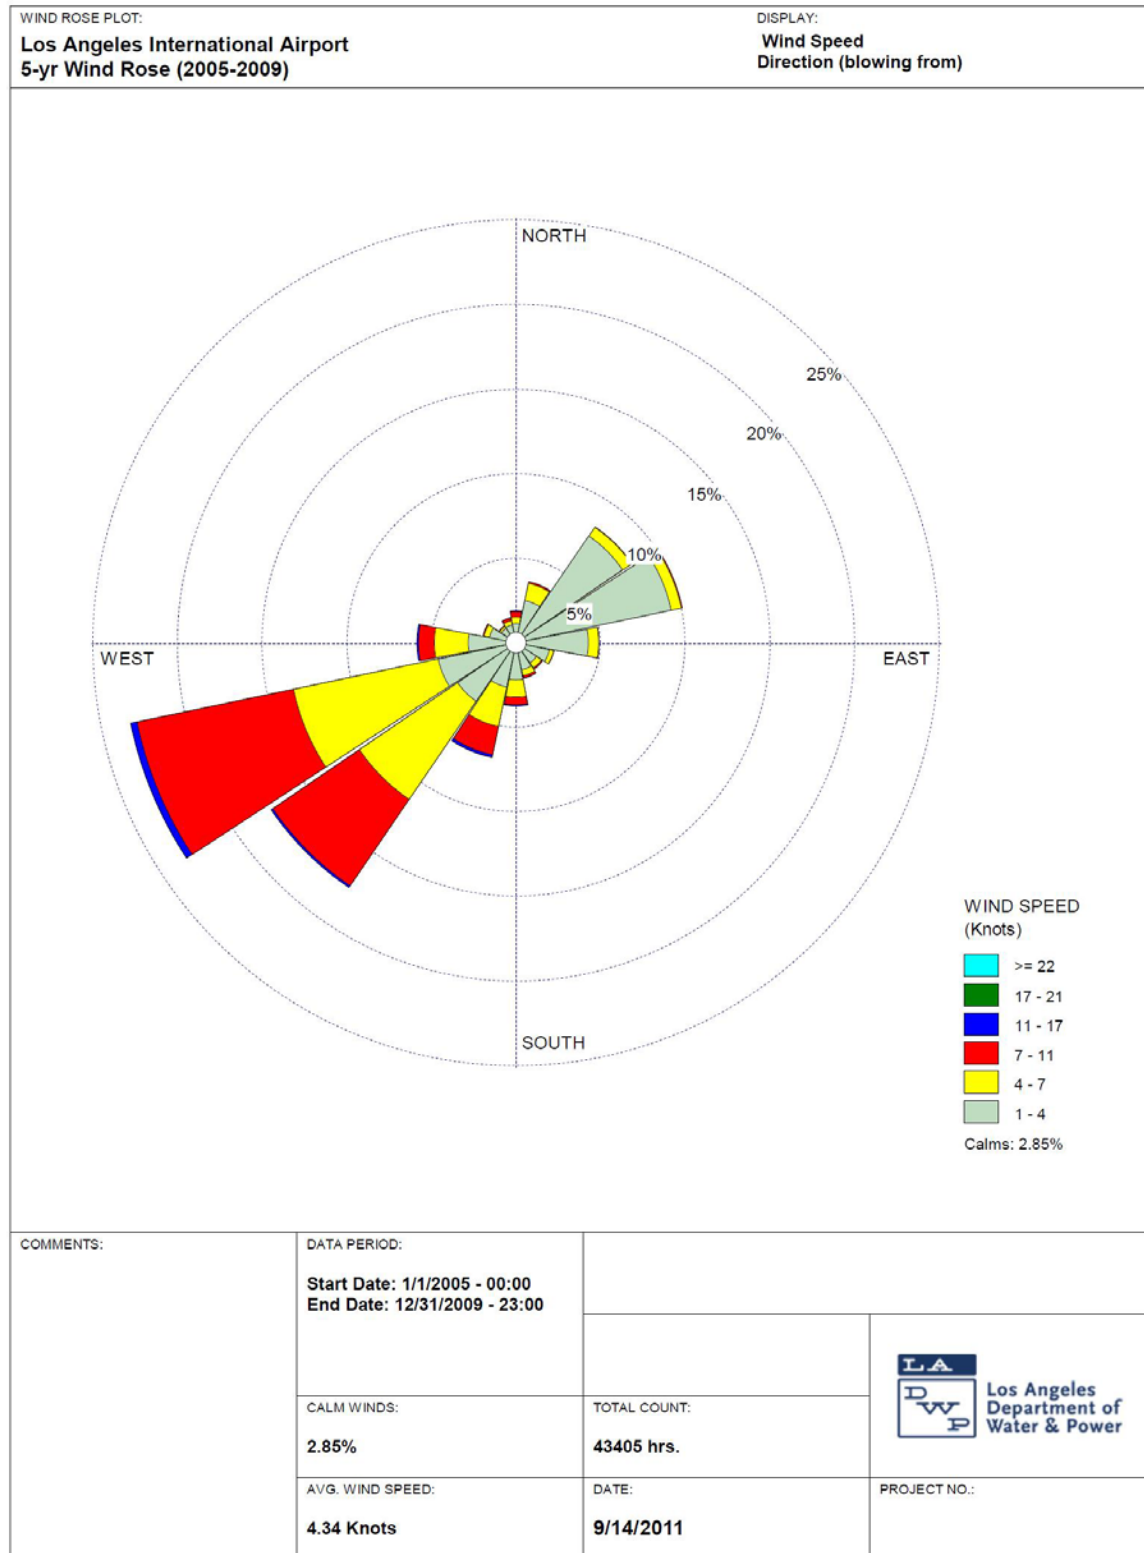 WIND ROSE PLOT:
Los Angeles International Airport
5-yr Wind Rose (2005-2009)
DISPLAY:
Wind Speed
Direction (blowing from)
NORTH
25%
20%
15%
10%
5%
WEST
EAST
SOUTH
WIND SPEED
(Knots)
>= 22
17 - 21
11 - 17
7 - 11
4 - 7
1 - 4
Calms: 2.85%
COMMENTS:
DATA PERIOD:
Start Date: 1/1/2005 - 00:00
End Date: 12/31/2009 - 23:00
CALM WINDS:
2.85%
TOTAL COUNT:
43405 hrs.
LA
DWP
Los Angeles
Department of
Water & Power
AVG. WIND SPEED:
4.34 Knots
DATE:
9/14/2011
PROJECT NO.: